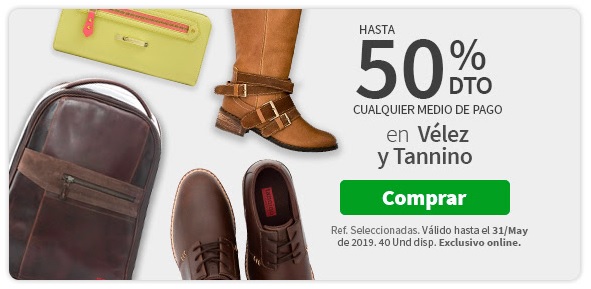 HASTA
50% DTO
CUALQUIER MEDIO DE PAGO
en Vélez
y Tannino
Comprar
Ref. Seleccionadas. Válido hasta el 31/May
de 2019. 40 Und disp. Exclusivo online.